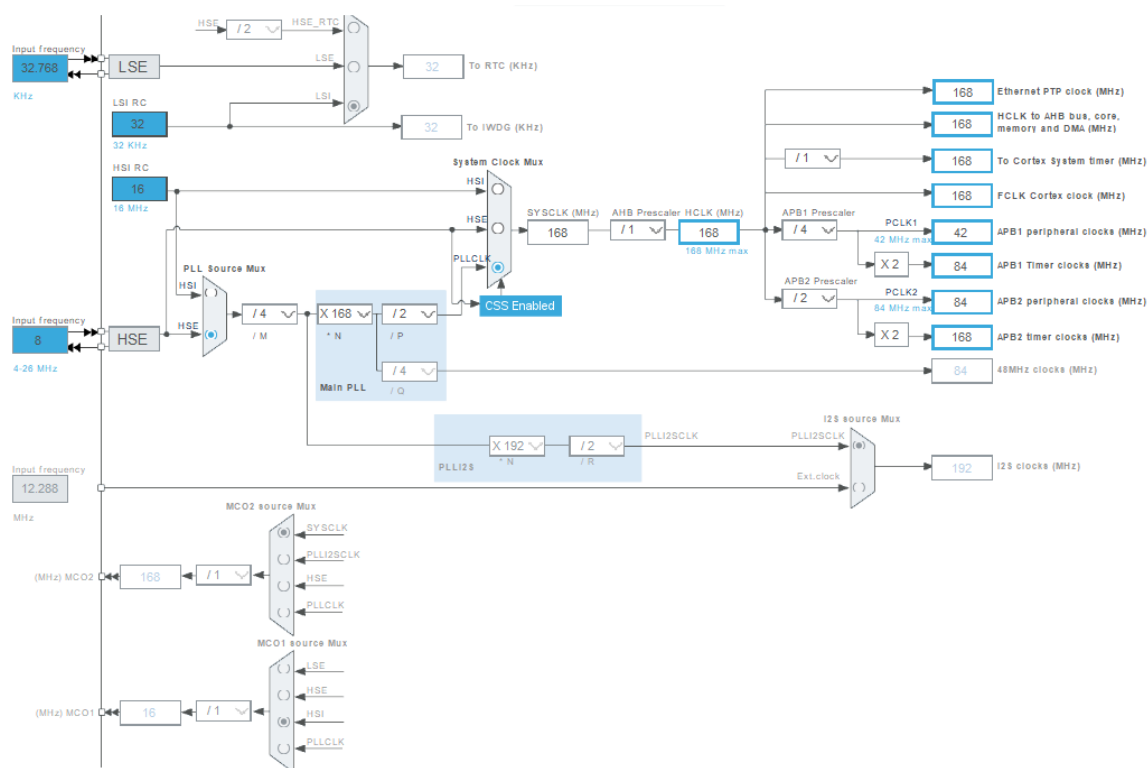 HSE
/ 2
HSE_RTC
Input frequency
32.768
KHz
LSE
LSE
32
To RTC (KHz)
LSI RC
32
32 KHz
LSI
32
To IWDG (KHz)
HSI RC
16
16 MHz
System Clock Mux
HSI
HSE
PLLCLK
SYSCLK (MHz)
168
AHB Prescaler
/ 1
HCLK (MHz)
168
168 MHz max
CSS Enabled
168
Ethernet PTP clock (MHz)
168
HCLK to AHB bus, core,
memory and DMA (MHz)
/ 1
168
To Cortex System timer (MHz)
168
FCLK Cortex clock (MHz)
APB1 Prescaler
/ 4
PCLK1
42 MHz max
42
APB1 peripheral clocks (MHz)
X 2
84
APB1 Timer clocks (MHz)
APB2 Prescaler
/ 2
PCLK2
84 MHz max
84
APB2 peripheral clocks (MHz)
X 2
168
APB2 timer clocks (MHz)
84
48MHz clocks (MHz)
PLL Source Mux
HSI
HSE
Input frequency
8
4-26 MHz
HSE
/ 4
/ M
X 168
* N
/ 2
/ P
/ 4
/ Q
Main PLL
X 192
* N
/ 2
/ R
PLLI2S
PLLI2SCLK
I2S source Mux
PLLI2SCLK
Ext.clock
192
I2S clocks (MHz)
Input frequency
12.288
MHz
MCO2 source Mux
SYSCLK
PLLI2SCLK
HSE
PLLCLK
(MHz) MCO2
168
/ 1
MCO1 source Mux
LSE
HSE
HSI
PLLCLK
(MHz) MCO1
16
/ 1